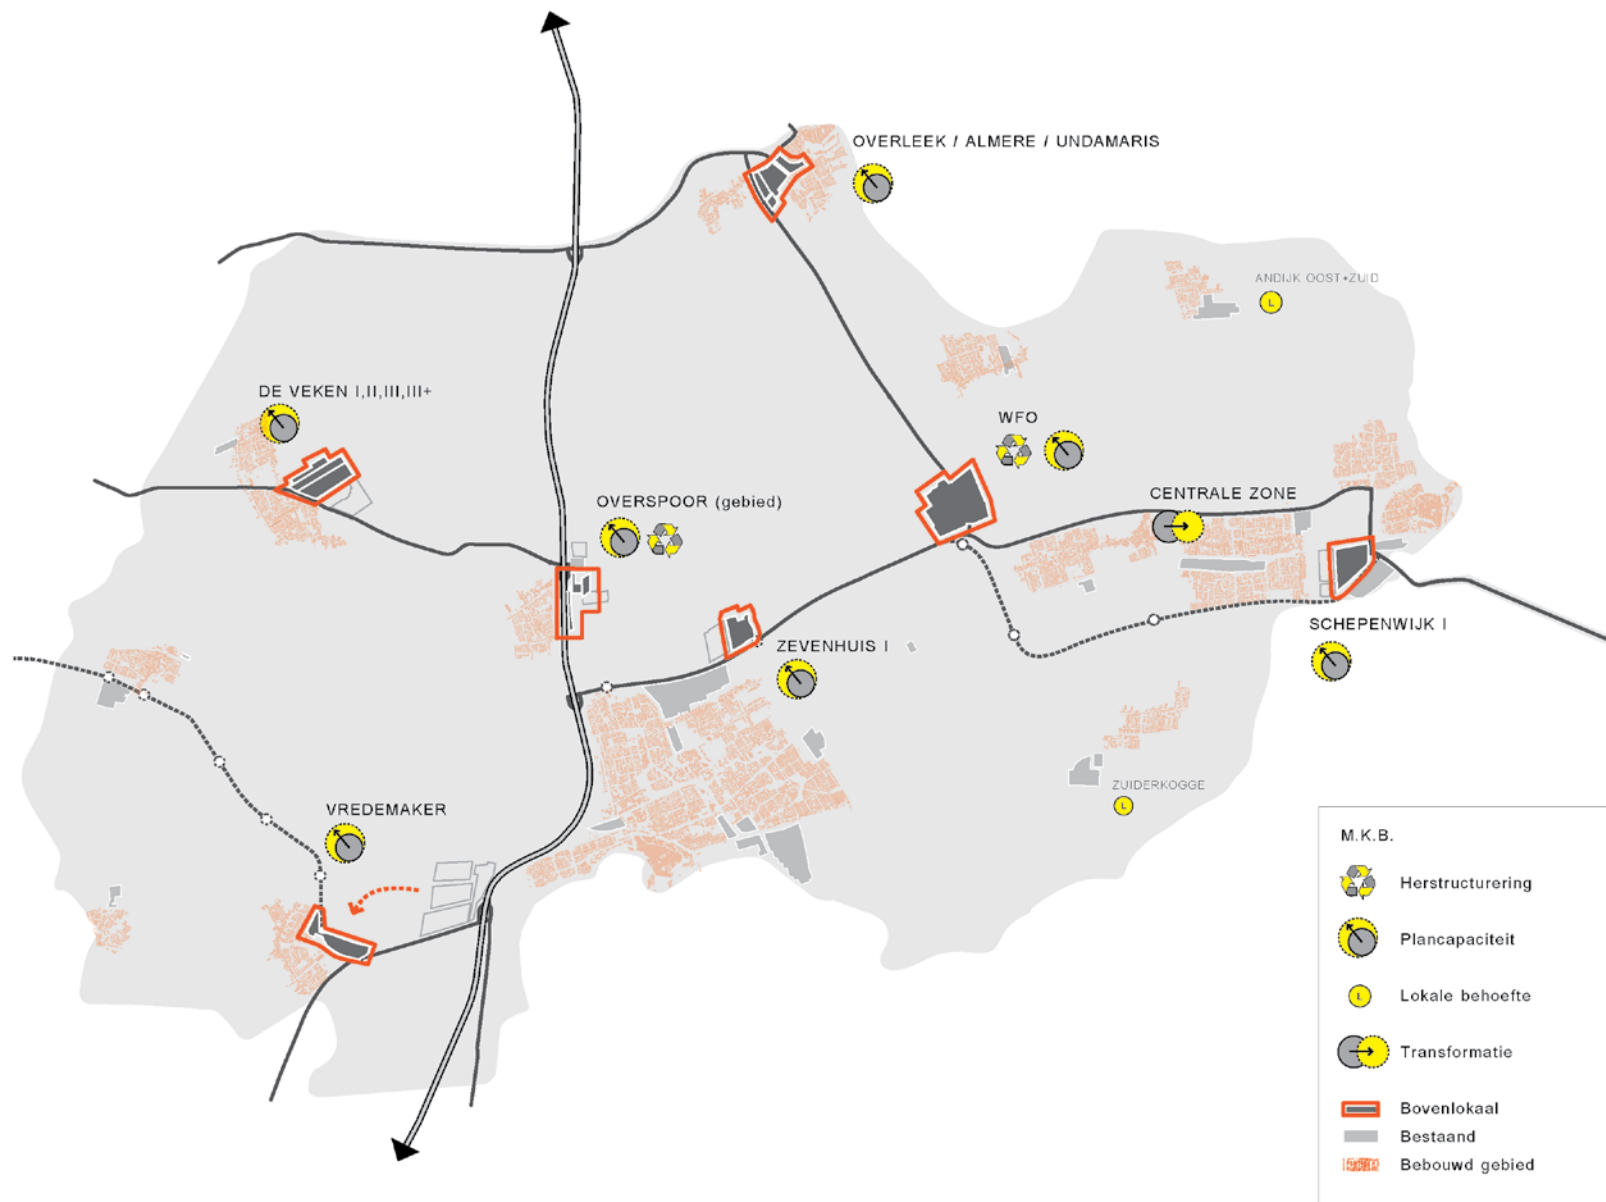 OVERLEEK / ALMERE / UNDAMARIS
ANDIJK OOST+ZUID
L
DE VEKEN I,II,III,III+
WFO
CENTRALE ZONE
OVERSPOOR (gebied)
SCHEPENWIJK I
ZEVENHUIS I
ZUIDERKOGGE
L
VREDEMAKER
M.K.B.
Herstructurering
Plancapaciteit
L
Lokale behoefte
Transformatie
Bovenlokaal
Bestaand
Bebouwd gebied